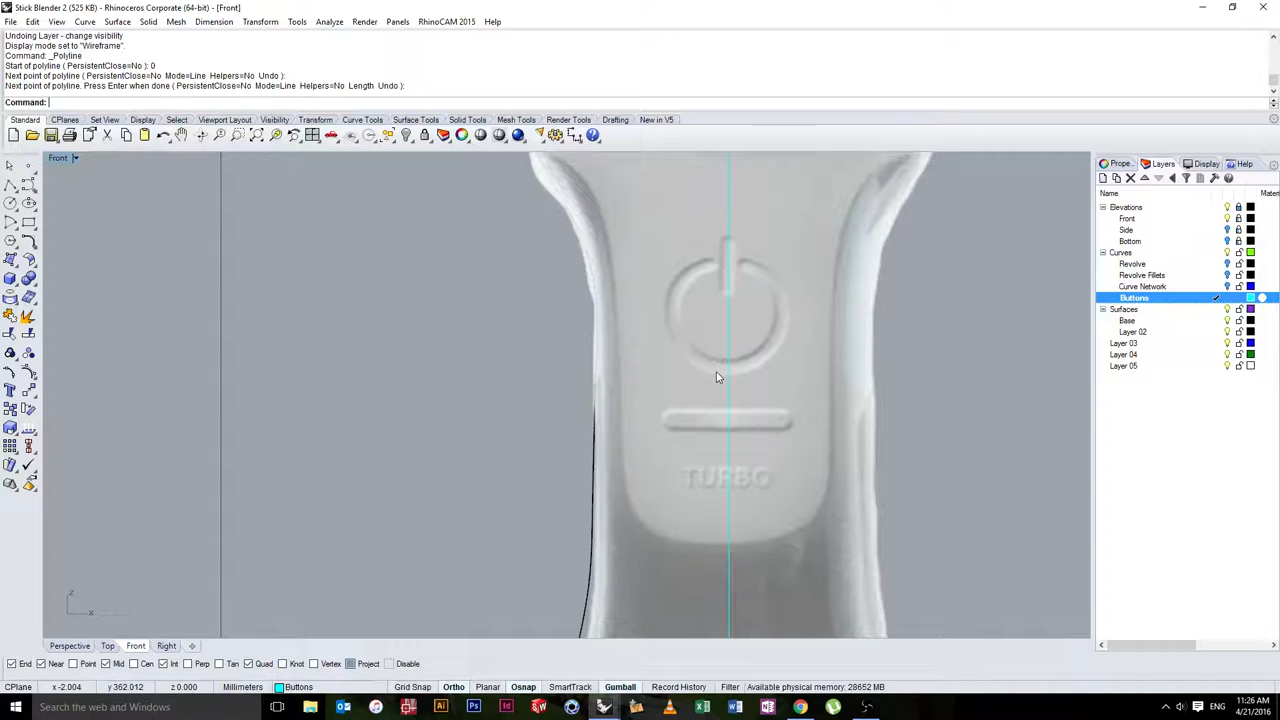 Stick Blender 2 (525 KB) - Rhinoceros Corporate (64-bit) - [Front]
File Edit View Curve Surface Solid Mesh Dimension Transform Tools Analyze Render Panels RhinoCAM 2015 Help
Undoing Layer - change visibility
Display mode set to "Wireframe".
Command: _Polyline
Start of polyline ( PersistentClose=No ): 0
Next point of polyline ( PersistentClose=No Mode=Line Helpers=No Undo ):
Next point of polyline. Press Enter when done ( PersistentClose=No Mode=Line Helpers=No Length Undo ):
Command:
Standard CPlanes Set View Display Select Viewport Layout Visibility Transform Curve Tools Surface Tools Solid Tools Mesh Tools Render Tools Drafting New in V5
Front
Prope... Layers Display Help
Name Mater
Elevations
Front
Side
Bottom
Curves
Revolve
Revolve Fillets
Curve Network
Buttons
Surfaces
Base
Layer 02
Layer 03
Layer 04
Layer 05
TURBO
z
x
Perspective Top Front Right
End Near Point Mid Cen Int Perp Tan Quad Knot Vertex Project Disable
CPlane x -2.004 y 362.012 z 0.000 Millimeters Buttons Grid Snap Ortho Planar Osnap SmartTrack Gumball Record History Filter Available physical memory: 28652 MB
Search the web and Windows
ENG
11:26 AM
4/21/2016